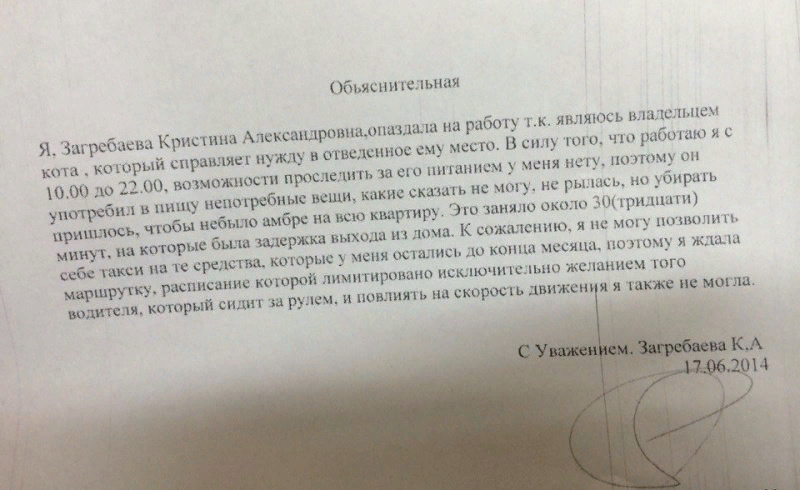 Обьяснительная
Я, Загребаева Кристина Александровна,опаздала на работу т.к. являюсь владельцем
кота , который справляет нужду в отведенное ему место. В силу того, что работаю я с
10.00 до 22.00, возможности проследить за его питанием у меня нету, поэтому он
употребил в пищу непотребные вещи, какие сказать не могу, не рылась, но убирать
пришлось, чтобы небыло амбре на всю квартиру. Это заняло около 30(тридцати)
минут, на которые была задержка выхода из дома. К сожалению, я не могу позволить
себе такси на те средства, которые у меня остались до конца месяца, поэтому я ждала
маршрутку, расписание которой лимитировано исключительно желанием того
водителя, который сидит за рулем, и повлиять на скорость движения я также не могла.
С Уважением. Загребаева К,А
17.06.2014